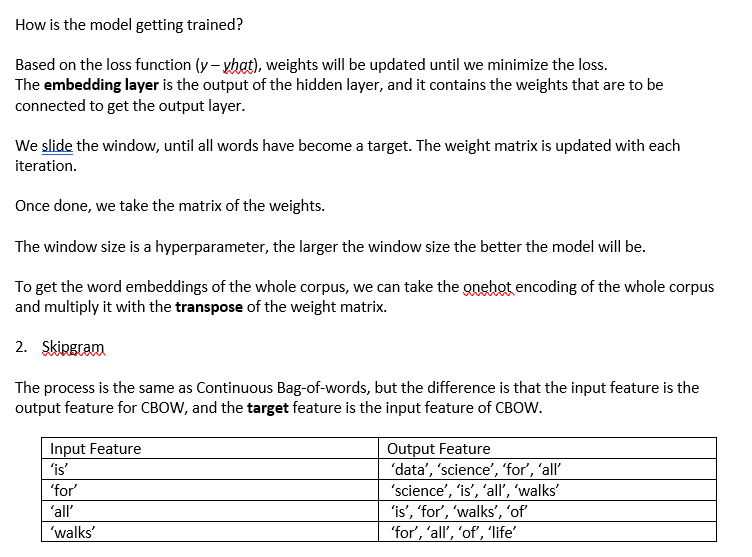 How is the model getting trained?
Based on the loss function (y – yhat), weights will be updated until we minimize the loss.
The embedding layer is the output of the hidden layer, and it contains the weights that are to be
connected to get the output layer.
We slide the window, until all words have become a target. The weight matrix is updated with each
iteration.
Once done, we take the matrix of the weights.
The window size is a hyperparameter, the larger the window size the better the model will be.
To get the word embeddings of the whole corpus, we can take the onehot encoding of the whole corpus
and multiply it with the transpose of the weight matrix.
2. Skipgram
The process is the same as Continuous Bag-of-words, but the difference is that the input feature is the
output feature for CBOW, and the target feature is the input feature of CBOW.
Input Feature Output Feature
‘is’ ‘data’, ‘science’, ‘for’, ‘all’
‘for’ ‘science’, ‘is’, ‘all’, ‘walks’
‘all’ ‘is’, ‘for’, ‘walks’, ‘of’
‘walks’ ‘for’, ‘all’, ‘of’, ‘life’